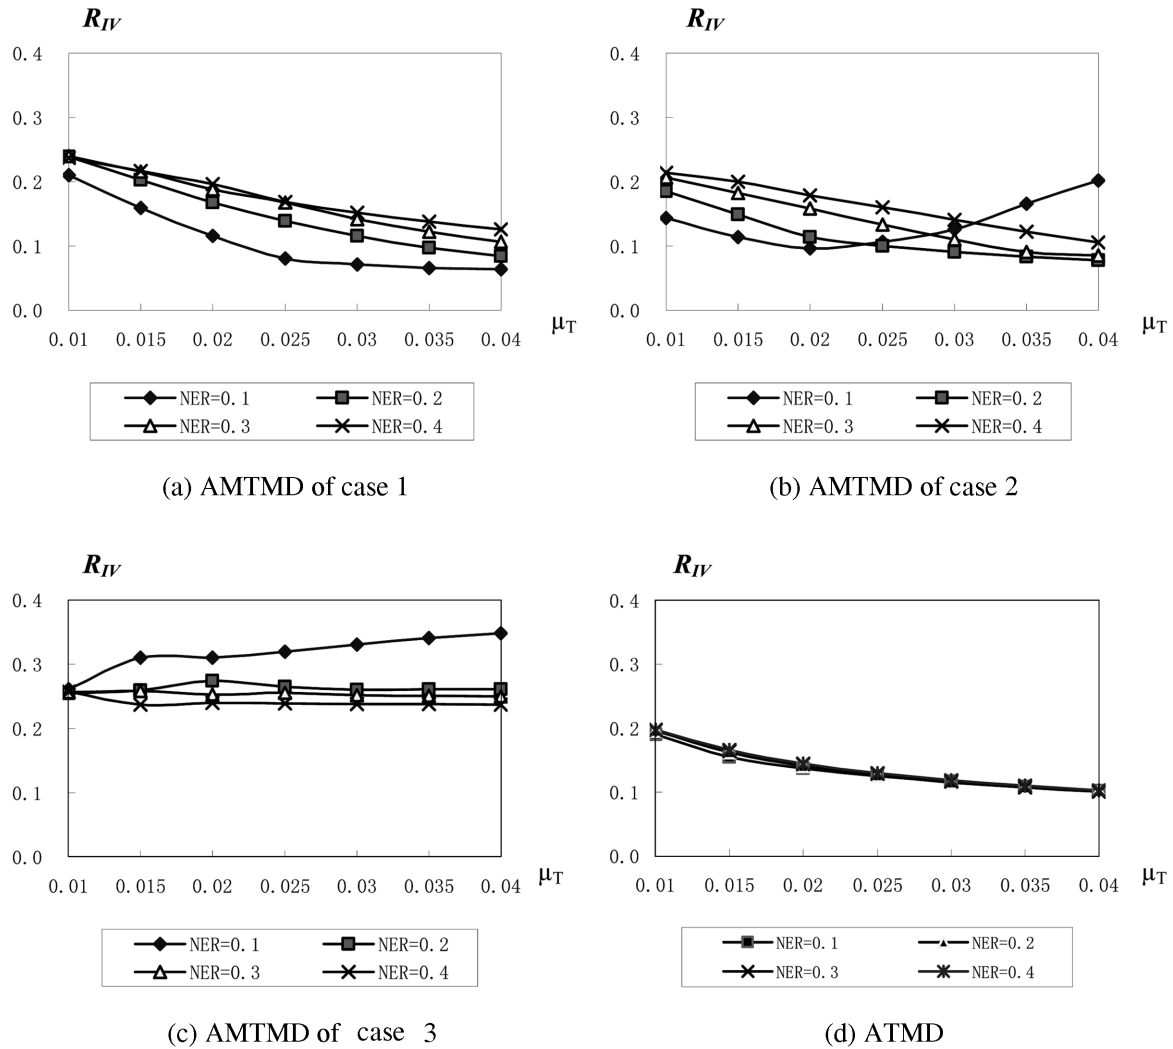 R_IV
0.4
0.3
0.2
0.1
0.0
0.01 0.015 0.02 0.025 0.03 0.035 0.04
μ_T
NER=0.1 NER=0.2
NER=0.3 NER=0.4
(a) AMTMD of case 1
R_IV
0.4
0.3
0.2
0.1
0.0
0.01 0.015 0.02 0.025 0.03 0.035 0.04
μ_T
NER=0.1 NER=0.2
NER=0.3 NER=0.4
(b) AMTMD of case 2
R_IV
0.4
0.3
0.2
0.1
0.0
0.01 0.015 0.02 0.025 0.03 0.035 0.04
μ_T
NER=0.1 NER=0.2
NER=0.3 NER=0.4
(c) AMTMD of case 3
R_IV
0.4
0.3
0.2
0.1
0.0
0.01 0.015 0.02 0.025 0.03 0.035 0.04
μ_T
NER=0.1 NER=0.2
NER=0.3 NER=0.4
(d) ATMD